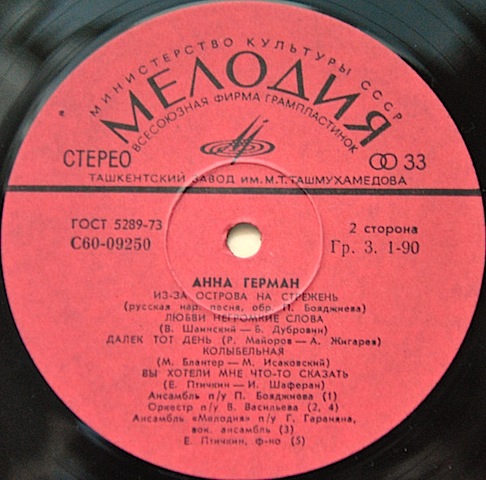 МИНИСТЕРСТВО КУЛЬТУРЫ СССР
МЕЛОДИЯ
ВСЕСОЮЗНАЯ ФИРМА ГРАМПЛАСТИНОК
СТЕРЕО
33
ТАШКЕНТСКИЙ ЗАВОД ИМ. М.Т.ТАШМУХАМЕДОВА
ГОСТ 5289-73
2 сторона
С60-09250
Гр. 3. 1-90
АННА ГЕРМАН
ИЗ-ЗА ОСТРОВА НА СТРЕЖЕНЬ
(русская нар. песня, обр. П. Бояджиева)
ЛЮБВИ НЕГРОМКИЕ СЛОВА
(В. Шаинский — Б. Дубровин)
ДАЛЕК ТОТ ДЕНЬ (Р. Майоров — А. Жигарев)
КОЛЫБЕЛЬНАЯ
(М. Блантер — М. Исаковский)
ВЫ ХОТЕЛИ МНЕ ЧТО-ТО СКАЗАТЬ
(Е. Птичкин — И. Шаферан)
Ансамбль п/у П. Бояджиева (1)
Оркестр п/у В. Васильева (2, 4)
Ансамбль «Мелодия» п/у Г. Гараняна,
вок. ансамбль (3)
Е. Птичкин, ф-но (5)